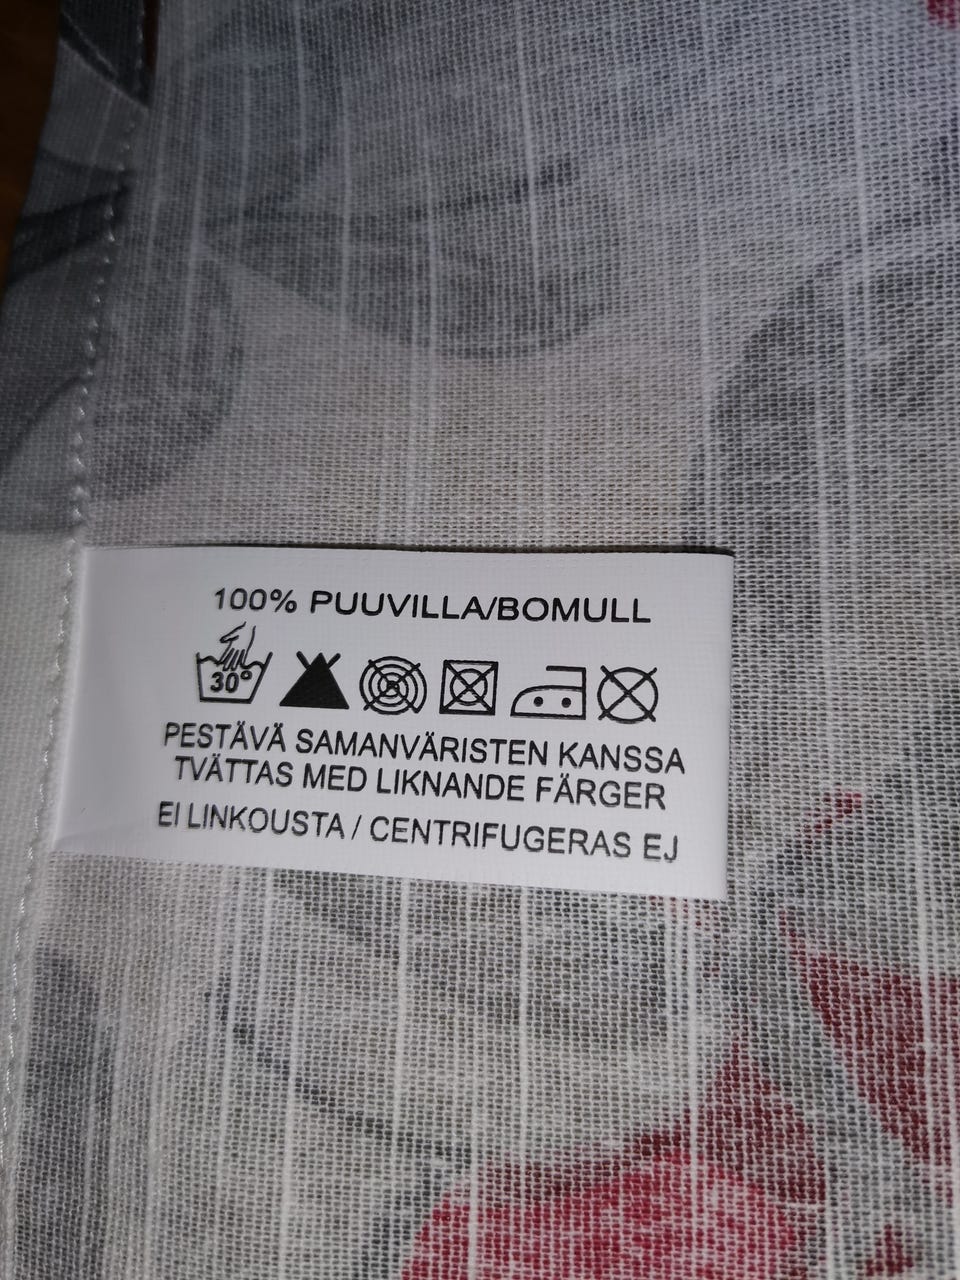 100% PUUVILLA/BOMULL
30°
PESTÄVÄ SAMANVÄRISTEN KANSSA
TVÄTTAS MED LIKNANDE FÄRGER
EI LINKOUSTA / CENTRIFUGERAS EJ